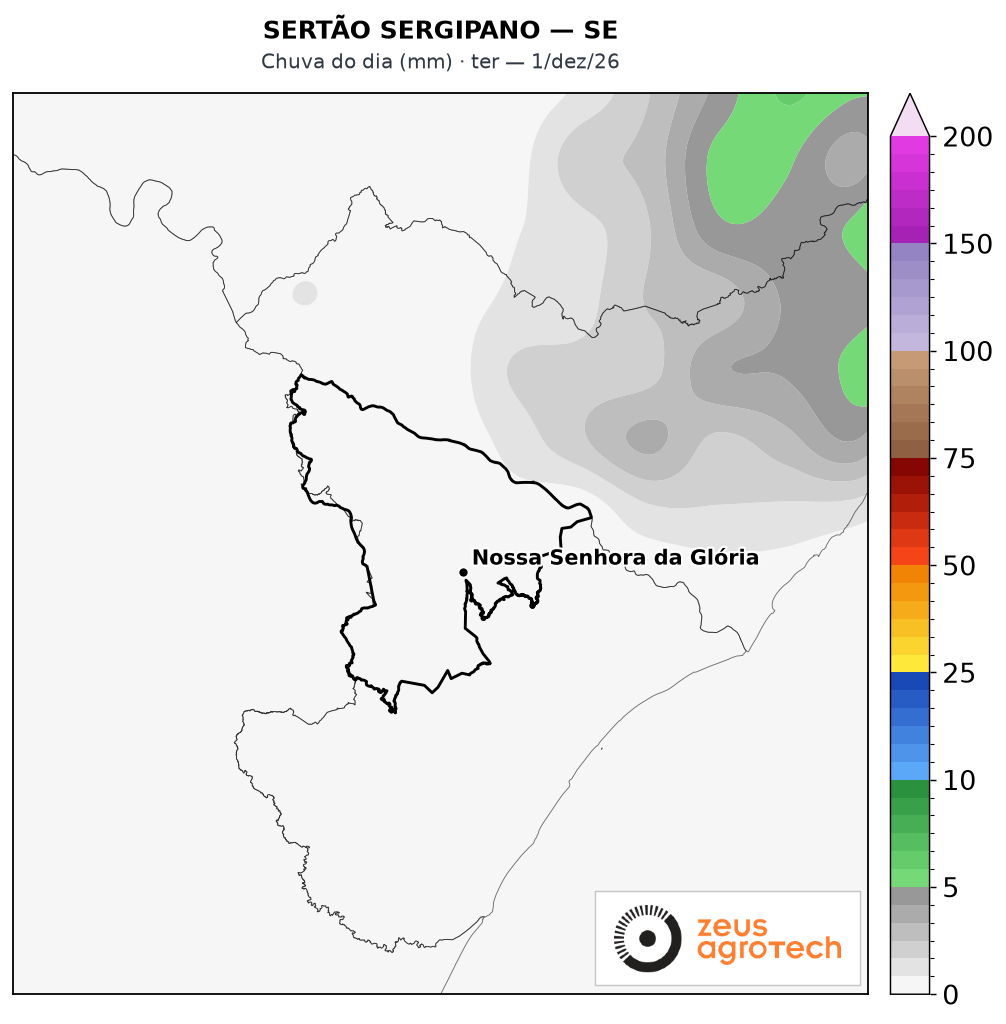 SERTÃO SERGIPANO — SE
Chuva do dia (mm) · ter — 1/dez/26
200
150
100
75
50
25
10
5
0
Nossa Senhora da Glória
zeus
agrotech